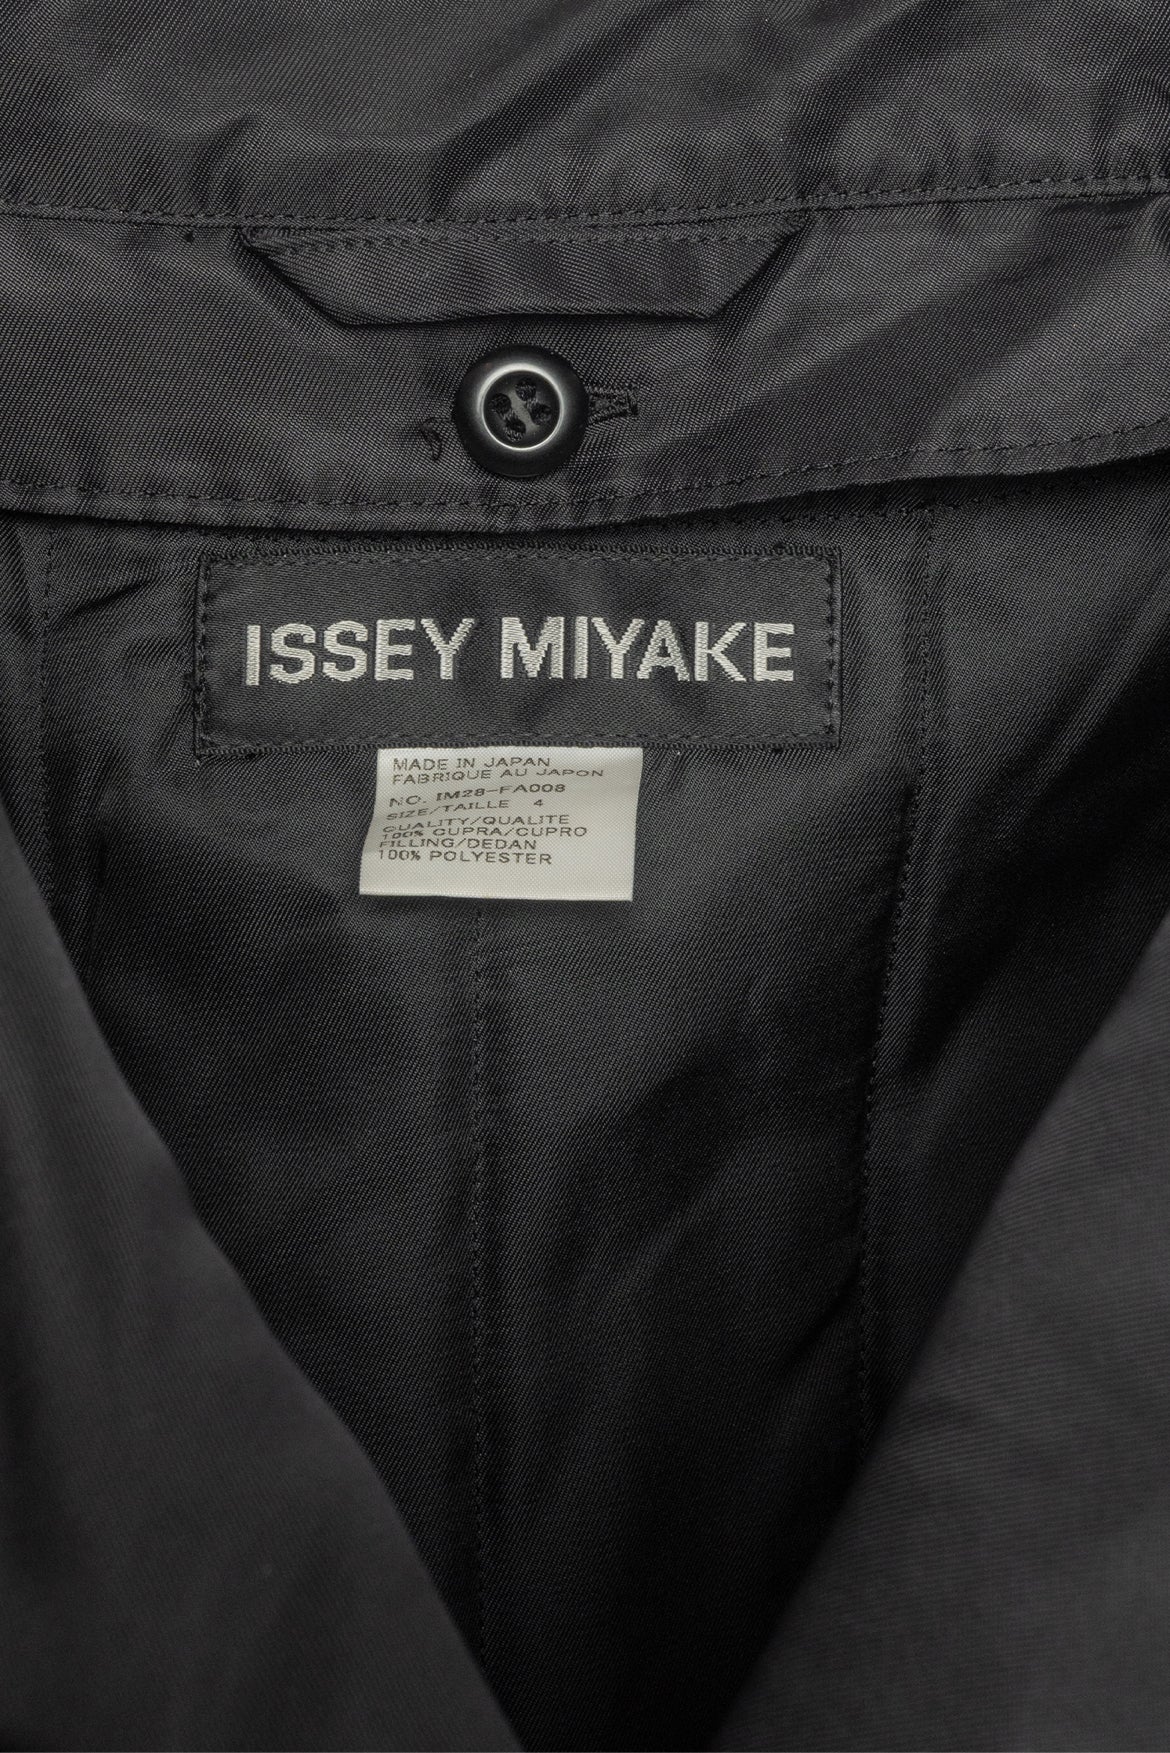 ISSEY MIYAKE
MADE IN JAPAN
FABRIQUE AU JAPON
NO. IM28-FA008
SIZE/TAILLE 4
QUALITY/QUALITE
100% CUPRA/CUPRO
FILLING/DEDAN
100% POLYESTER